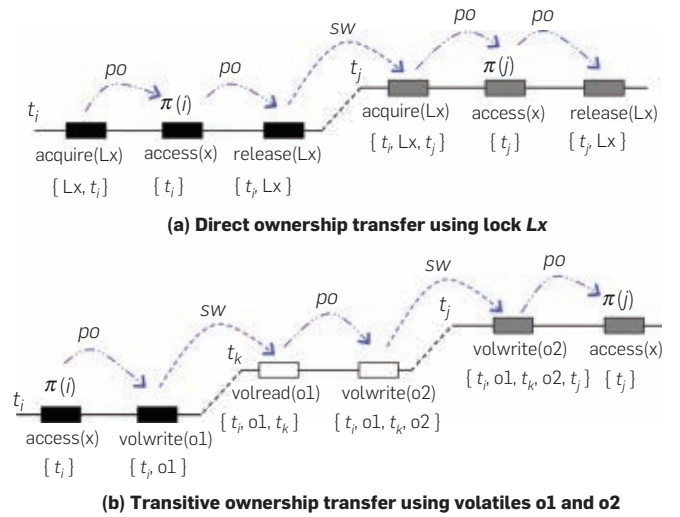 sw
po po
po po
t_j π(j)
t_i π(i)
acquire(Lx) access(x) release(Lx)
{ t_i, Lx, t_j } { t_j } { t_j, Lx }
acquire(Lx) access(x) release(Lx)
{ Lx, t_i } { t_i } { t_i, Lx }
(a) Direct ownership transfer using lock Lx
sw po
sw po t_j π(j)
po
t_k
volwrite(o2) access(x)
{ t_i, o1, t_k, o2, t_j } { t_j }
π(i)
volread(o1) volwrite(o2)
t_i
{ t_i, o1, t_k } { t_i, o1, t_k, o2 }
access(x) volwrite(o1)
{ t_i } { t_i, o1 }
(b) Transitive ownership transfer using volatiles o1 and o2